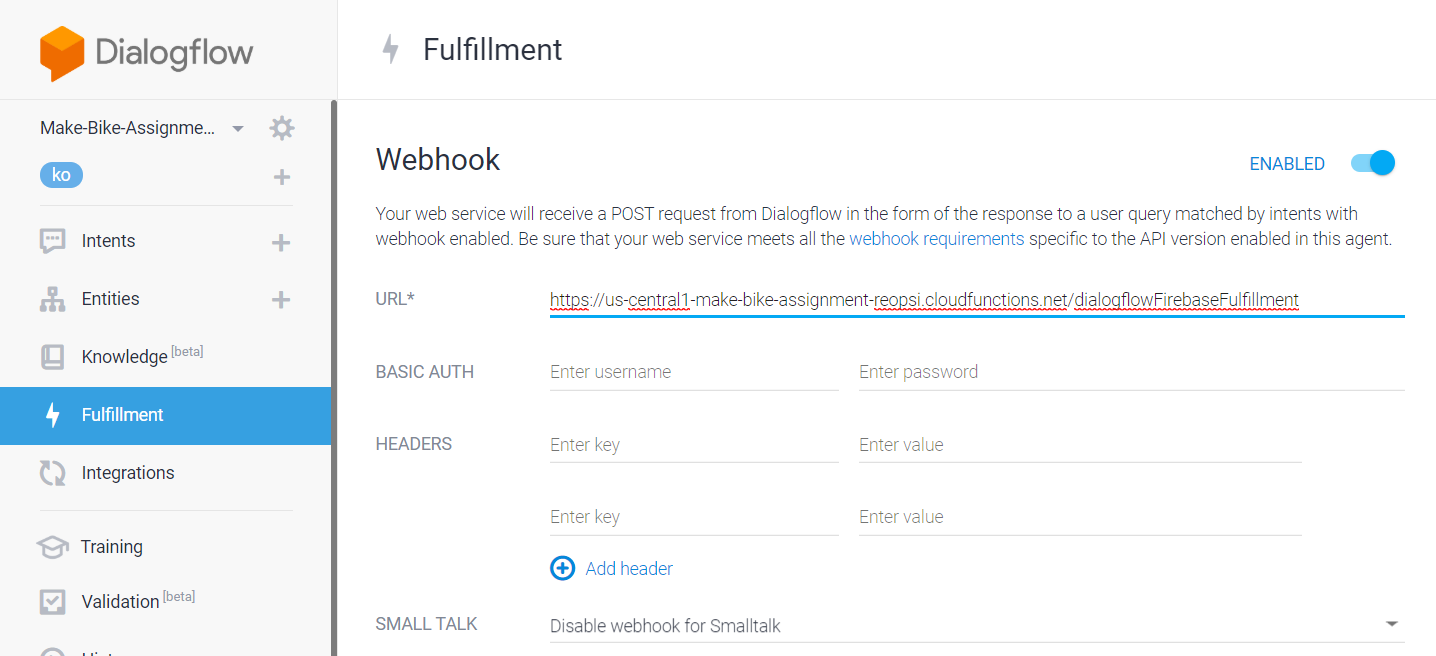 Dialogflow
Make-Bike-Assignme...
ko
Intents
Entities
Knowledge [beta]
Fulfillment
Integrations
Training
Validation [beta]
Fulfillment
Webhook
ENABLED
Your web service will receive a POST request from Dialogflow in the form of the response to a user query matched by intents with
webhook enabled. Be sure that your web service meets all the webhook requirements specific to the API version enabled in this agent.
URL*
https://us-central1-make-bike-assignment-reopsi.cloudfunctions.net/dialogflowFirebaseFulfillment
BASIC AUTH
Enter username
Enter password
HEADERS
Enter key
Enter value
Enter key
Enter value
Add header
SMALL TALK
Disable webhook for Smalltalk